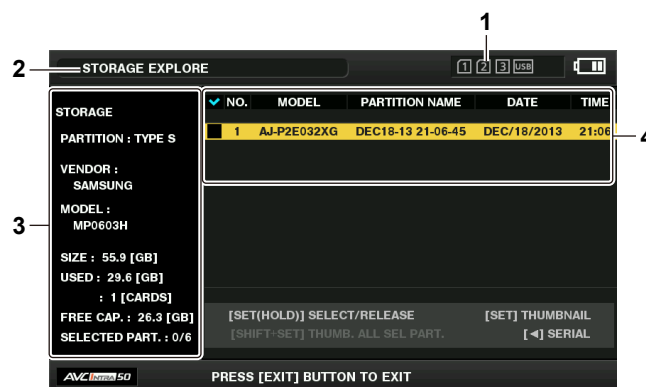 1
2
STORAGE EXPLORE
1 2 3 USB
STORAGE
PARTITION : TYPE S
VENDOR :
SAMSUNG
MODEL :
MP0603H
SIZE : 55.9 [GB]
USED : 29.6 [GB]
: 1 [CARDS]
FREE CAP. : 26.3 [GB]
SELECTED PART. : 0/6
3
NO. MODEL PARTITION NAME DATE TIME
1 AJ-P2E032XG DEC18-13 21-06-45 DEC/18/2013 21:06
4
[SET(HOLD)] SELECT/RELEASE [SET] THUMBNAIL
[SHIFT+SET] THUMB. ALL SEL PART. [◄] SERIAL
AVC INTRA 50
PRESS [EXIT] BUTTON TO EXIT